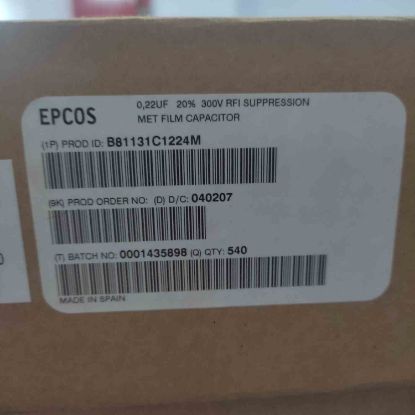 EPCOS
0,22UF 20% 300V RFI SUPPRESSION
MET FILM CAPACITOR
(1P) PROD ID: B81131C1224M
(9K) PROD ORDER NO: (D) D/C: 040207
(T) BATCH NO: 0001435898 (Q) QTY: 540
MADE IN SPAIN